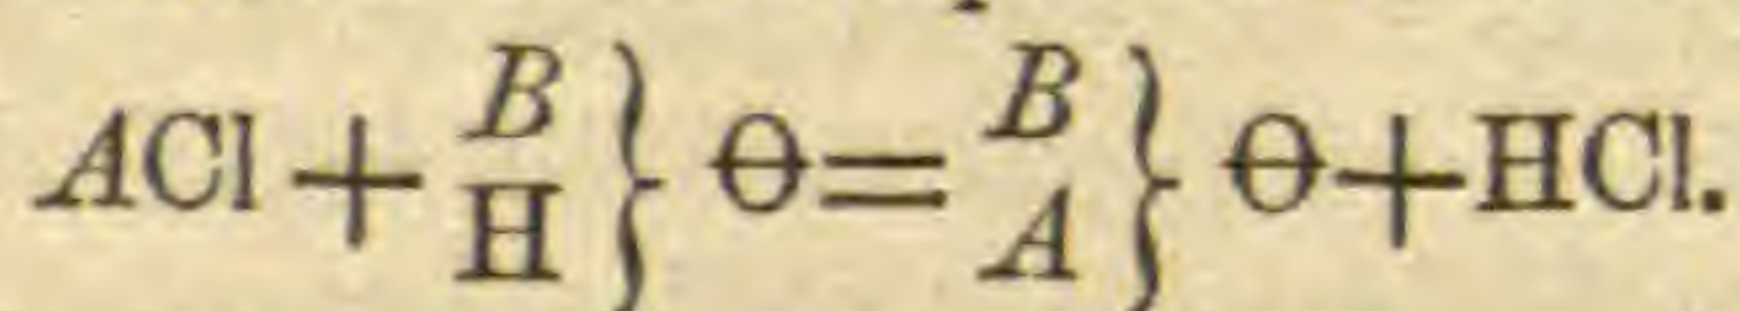 ACl + B H } Ɵ = B A } Ɵ + HCl.